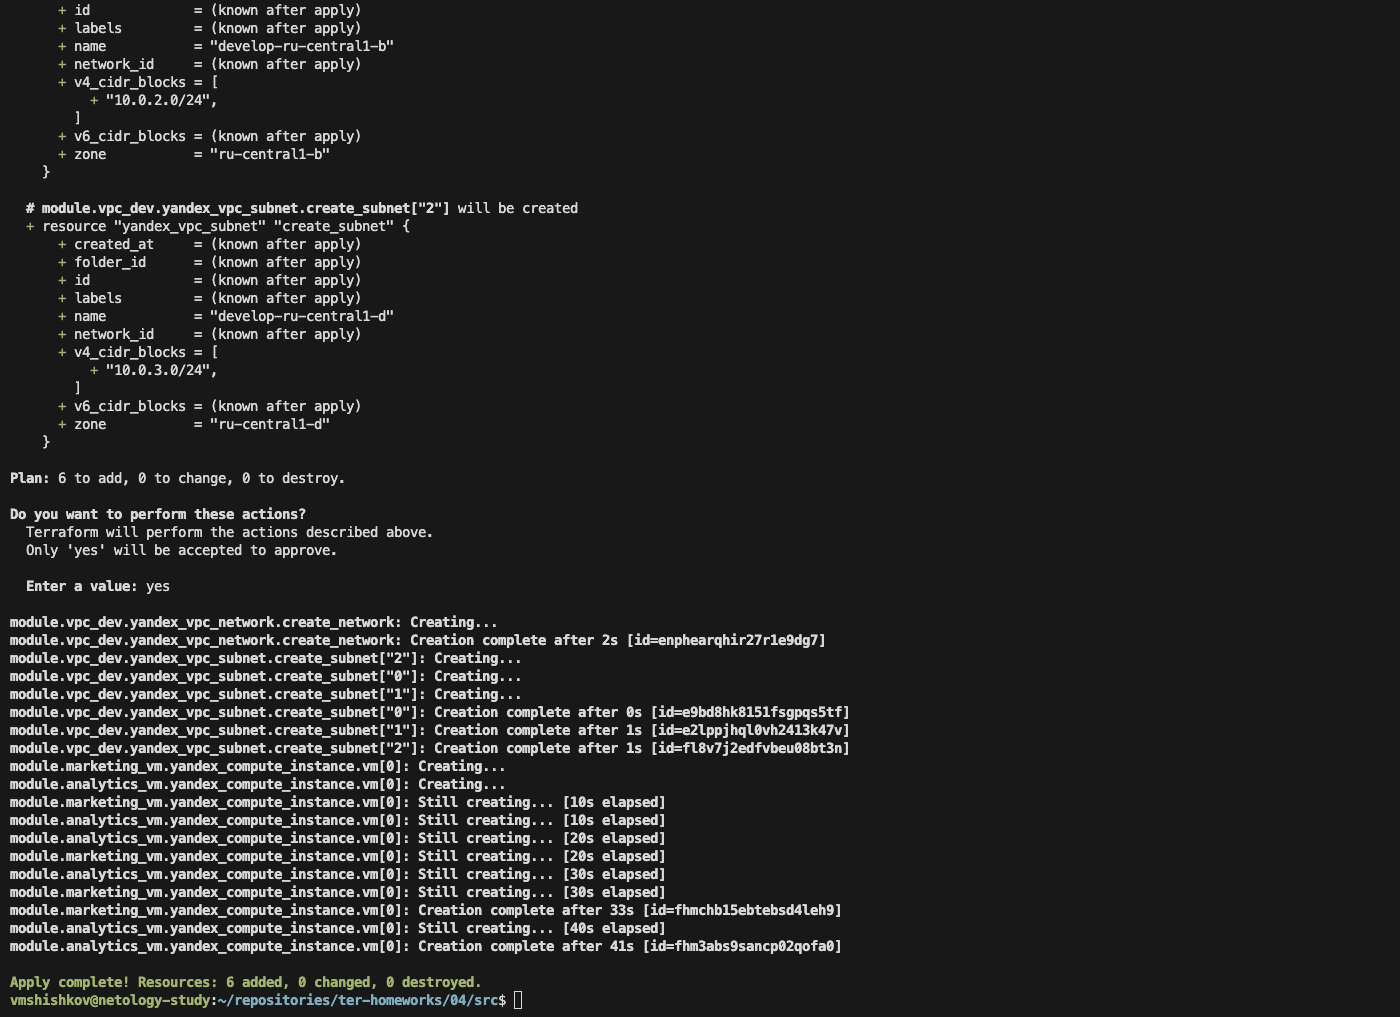 + id             = (known after apply)
+ labels         = (known after apply)
+ name           = "develop-ru-central1-b"
+ network_id     = (known after apply)
+ v4_cidr_blocks = [
+ "10.0.2.0/24",
]
+ v6_cidr_blocks = (known after apply)
+ zone           = "ru-central1-b"
}
# module.vpc_dev.yandex_vpc_subnet.create_subnet["2"] will be created
+ resource "yandex_vpc_subnet" "create_subnet" {
+ created_at     = (known after apply)
+ folder_id      = (known after apply)
+ id             = (known after apply)
+ labels         = (known after apply)
+ name           = "develop-ru-central1-d"
+ network_id     = (known after apply)
+ v4_cidr_blocks = [
+ "10.0.3.0/24",
]
+ v6_cidr_blocks = (known after apply)
+ zone           = "ru-central1-d"
}
Plan: 6 to add, 0 to change, 0 to destroy.
Do you want to perform these actions?
Terraform will perform the actions described above.
Only 'yes' will be accepted to approve.
Enter a value: yes
module.vpc_dev.yandex_vpc_network.create_network: Creating...
module.vpc_dev.yandex_vpc_network.create_network: Creation complete after 2s [id=enphearqhir27r1e9dg7]
module.vpc_dev.yandex_vpc_subnet.create_subnet["2"]: Creating...
module.vpc_dev.yandex_vpc_subnet.create_subnet["0"]: Creating...
module.vpc_dev.yandex_vpc_subnet.create_subnet["1"]: Creating...
module.vpc_dev.yandex_vpc_subnet.create_subnet["0"]: Creation complete after 0s [id=e9bd8hk8151fsgpqs5tf]
module.vpc_dev.yandex_vpc_subnet.create_subnet["1"]: Creation complete after 1s [id=e2lppjhql0vh2413k47v]
module.vpc_dev.yandex_vpc_subnet.create_subnet["2"]: Creation complete after 1s [id=fl8v7j2edfvbeu08bt3n]
module.marketing_vm.yandex_compute_instance.vm[0]: Creating...
module.analytics_vm.yandex_compute_instance.vm[0]: Creating...
module.marketing_vm.yandex_compute_instance.vm[0]: Still creating... [10s elapsed]
module.analytics_vm.yandex_compute_instance.vm[0]: Still creating... [10s elapsed]
module.analytics_vm.yandex_compute_instance.vm[0]: Still creating... [20s elapsed]
module.marketing_vm.yandex_compute_instance.vm[0]: Still creating... [20s elapsed]
module.analytics_vm.yandex_compute_instance.vm[0]: Still creating... [30s elapsed]
module.marketing_vm.yandex_compute_instance.vm[0]: Still creating... [30s elapsed]
module.marketing_vm.yandex_compute_instance.vm[0]: Creation complete after 33s [id=fhmchb15ebtebsd4leh9]
module.analytics_vm.yandex_compute_instance.vm[0]: Still creating... [40s elapsed]
module.analytics_vm.yandex_compute_instance.vm[0]: Creation complete after 41s [id=fhm3abs9sancp02qofa0]
Apply complete! Resources: 6 added, 0 changed, 0 destroyed.
vmshishkov@netology-study:~/repositories/ter-homeworks/04/src$